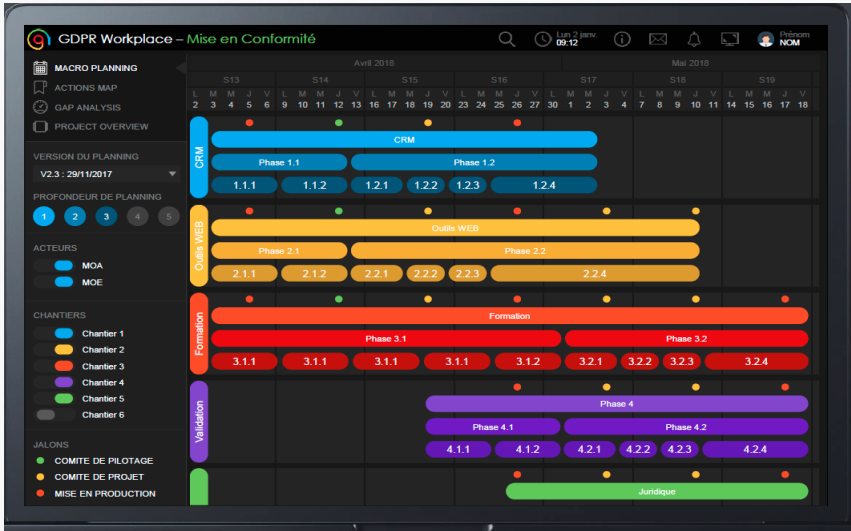 GDPR Workplace – Mise en Conformité
Lun 2 janv.
09:12
Prénom
NOM
MACRO PLANNING
ACTIONS MAP
GAP ANALYSIS
PROJECT OVERVIEW
VERSION DU PLANNING
V2.3 : 29/11/2017
PROFONDEUR DE PLANNING
1 2 3 4 5
ACTEURS
MOA
MOE
CHANTIERS
Chantier 1
Chantier 2
Chantier 3
Chantier 4
Chantier 5
Chantier 6
JALONS
COMITE DE PILOTAGE
COMITE DE PROJET
MISE EN PRODUCTION
Avril 2018 Mai 2018
S13 S14 S15 S16 S17 S18 S19
L M M J V L M M J V L M M J V L M M J V L M M J V L M M J V L M M J V
2 3 4 5 6 9 10 11 12 13 16 17 18 19 20 23 24 25 26 27 30 1 2 3 4 7 8 9 10 11 14 15 16 17 18
CRM
CRM
Phase 1.1 Phase 1.2
1.1.1 1.1.2 1.2.1 1.2.2 1.2.3 1.2.4
Outils WEB
Outils WEB
Phase 2.1 Phase 2.2
2.1.1 2.1.2 2.2.1 2.2.2 2.2.3 2.2.4
Formation
Formation
Phase 3.1 Phase 3.2
3.1.1 3.1.1 3.1.1 3.1.1 3.1.2 3.2.1 3.2.2 3.2.3 3.2.4
Validation
Phase 4
Phase 4.1 Phase 4.2
4.1.1 4.1.2 4.2.1 4.2.2 4.2.3 4.2.4
Juridique